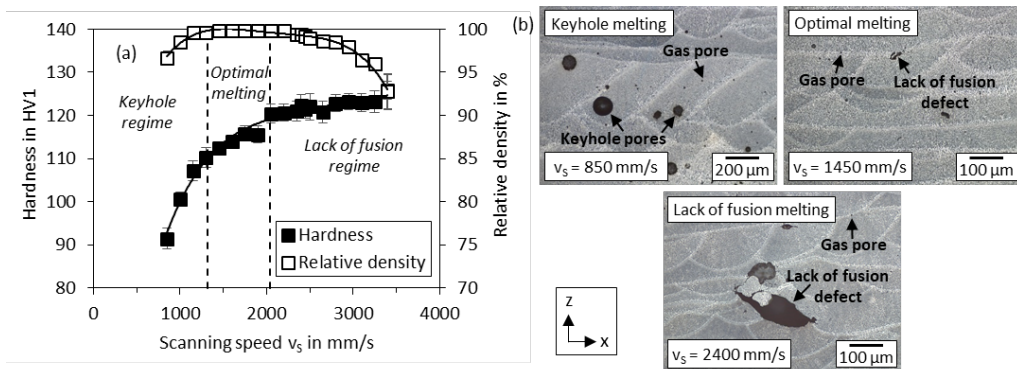 (a)
Hardness in HV1
140
130
120
110
100
90
80
Keyhole
regime
Optimal
melting
Lack of fusion
regime
Hardness
Relative density
100
95
90
85
80
75
70
Relative density in %
0
1000
2000
3000
4000
Scanning speed vS in mm/s
(b)
Keyhole melting
Gas pore
Keyhole pores
vS = 850 mm/s
200 µm
Optimal melting
Gas pore
Lack of fusion
defect
vS = 1450 mm/s
100 µm
Lack of fusion melting
Gas pore
Lack of fusion
defect
vS = 2400 mm/s
100 µm
z
x